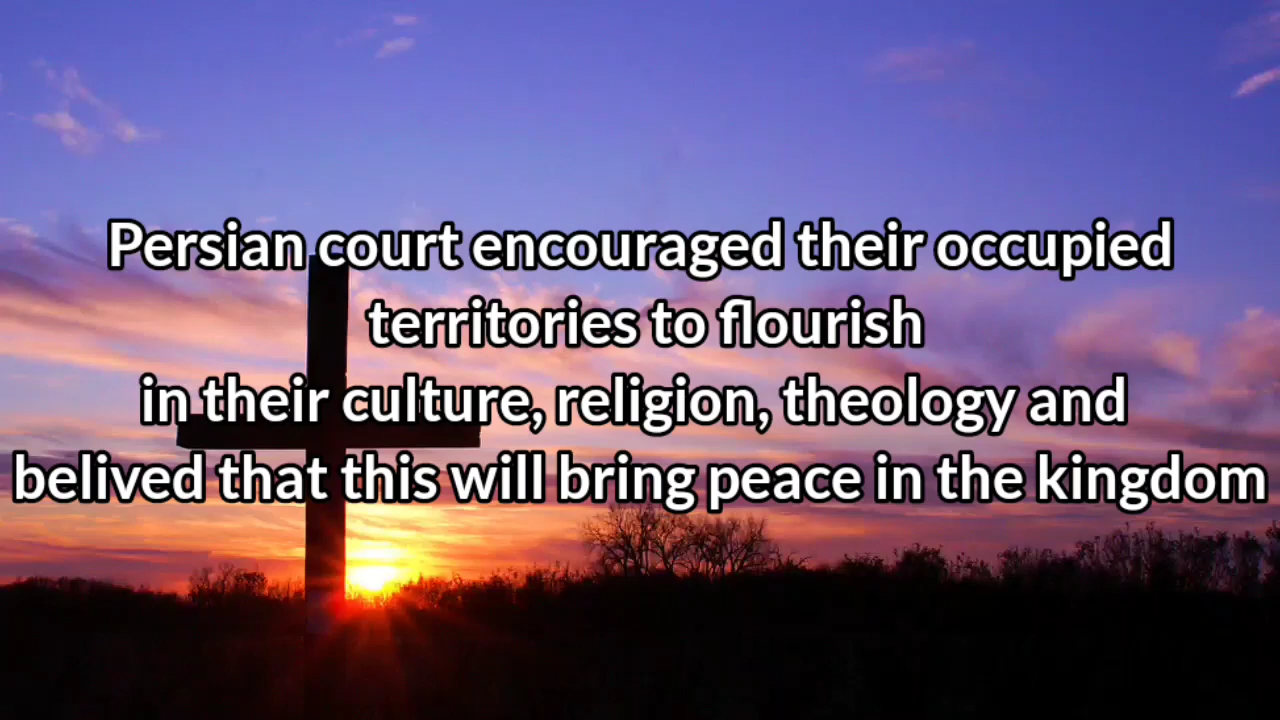 Persian court encouraged their occupied
territories to flourish
in their culture, religion, theology and
belived that this will bring peace in the kingdom